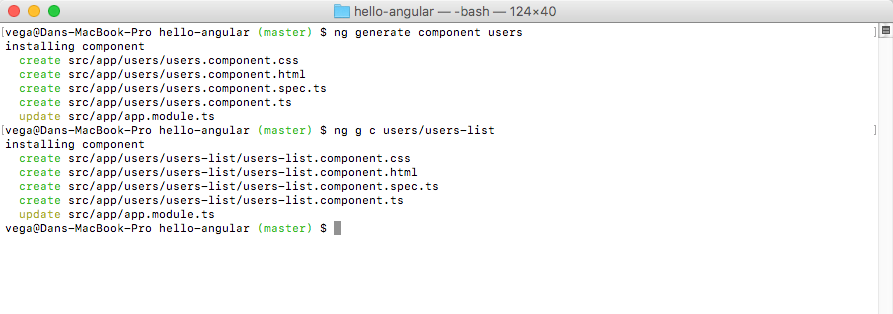 hello-angular — -bash — 124×40
[vega@Dans-MacBook-Pro hello-angular (master) $ ng generate component users ]
installing component
  create src/app/users/users.component.css
  create src/app/users/users.component.html
  create src/app/users/users.component.spec.ts
  create src/app/users/users.component.ts
  update src/app/app.module.ts
[vega@Dans-MacBook-Pro hello-angular (master) $ ng g c users/users-list ]
installing component
  create src/app/users/users-list/users-list.component.css
  create src/app/users/users-list/users-list.component.html
  create src/app/users/users-list/users-list.component.spec.ts
  create src/app/users/users-list/users-list.component.ts
  update src/app/app.module.ts
vega@Dans-MacBook-Pro hello-angular (master) $